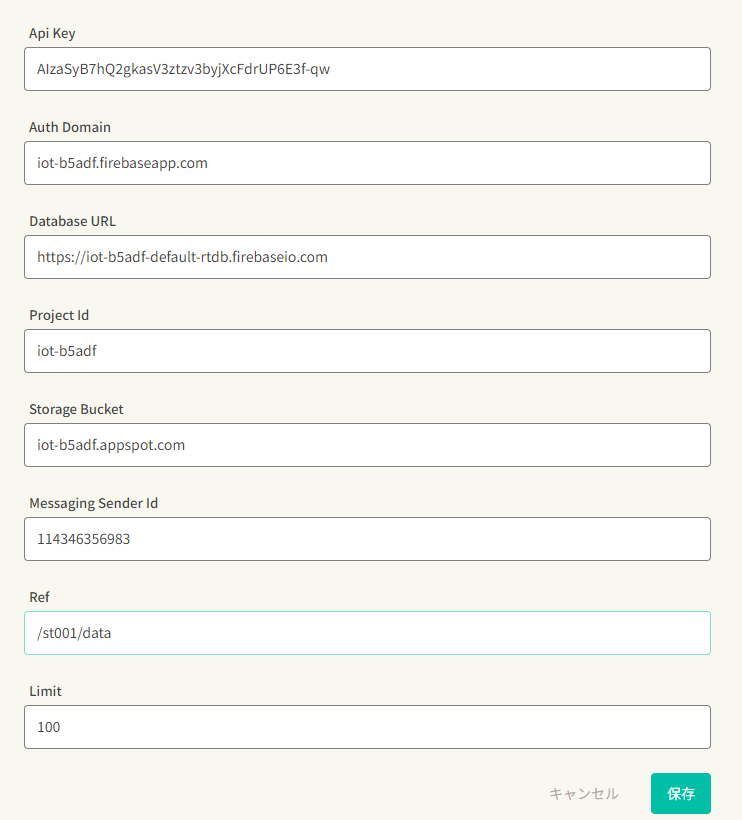 Api Key
AIzaSyB7hQ2gkasV3ztzv3byjXcFdrUP6E3f-qw
Auth Domain
iot-b5adf.firebaseapp.com
Database URL
https://iot-b5adf-default-rtdb.firebaseio.com
Project Id
iot-b5adf
Storage Bucket
iot-b5adf.appspot.com
Messaging Sender Id
114346356983
Ref
/st001/data
Limit
100
キャンセル 保存